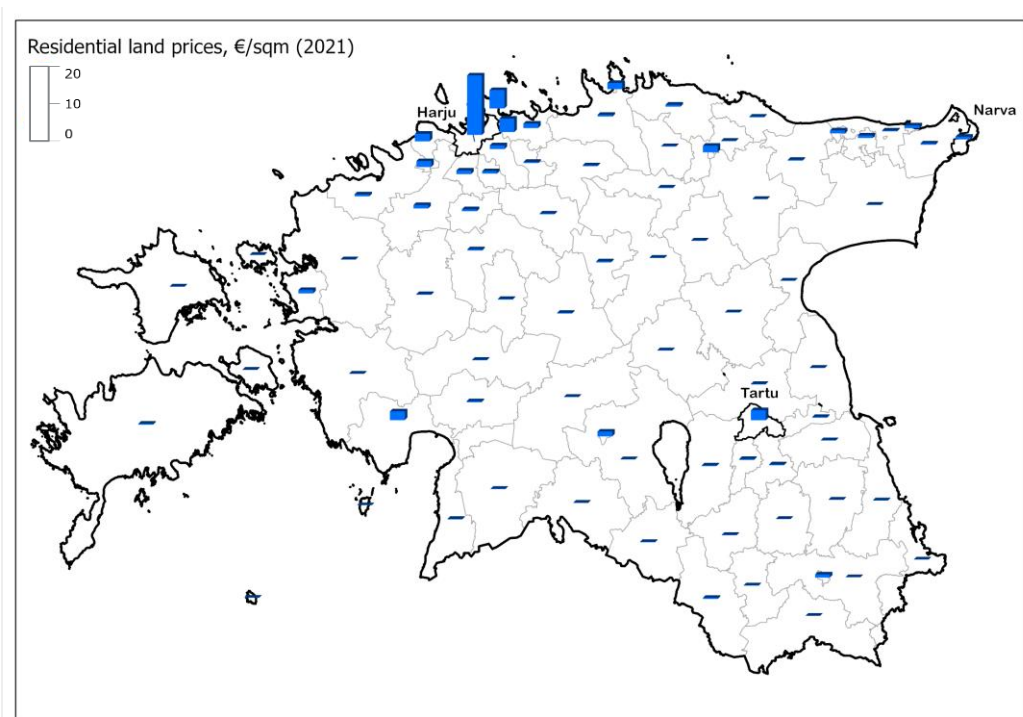 Residential land prices, €/sqm (2021)
20
10
0
Harju
Narva
Tartu